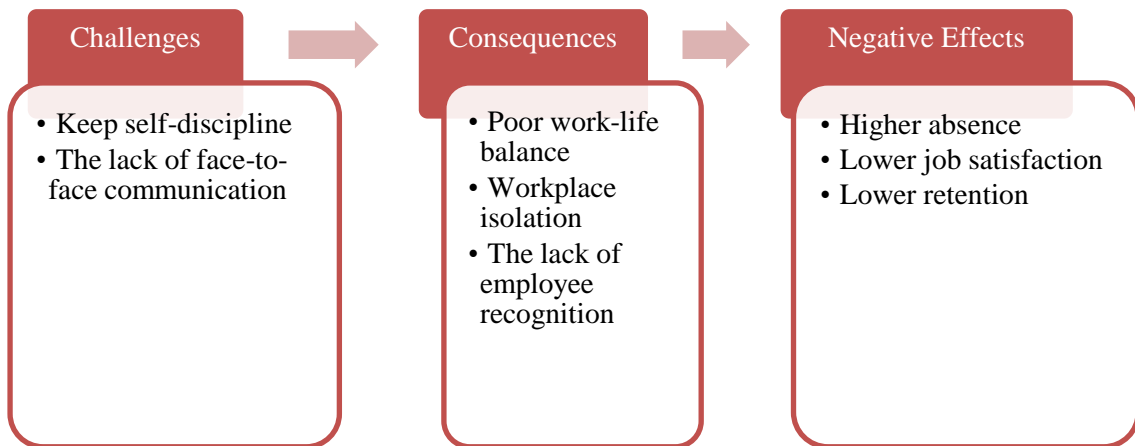 Challenges
• Keep self-discipline
• The lack of face-to-
face communication
Consequences
• Poor work-life
balance
• Workplace
isolation
• The lack of
employee
recognition
Negative Effects
• Higher absence
• Lower job satisfaction
• Lower retention